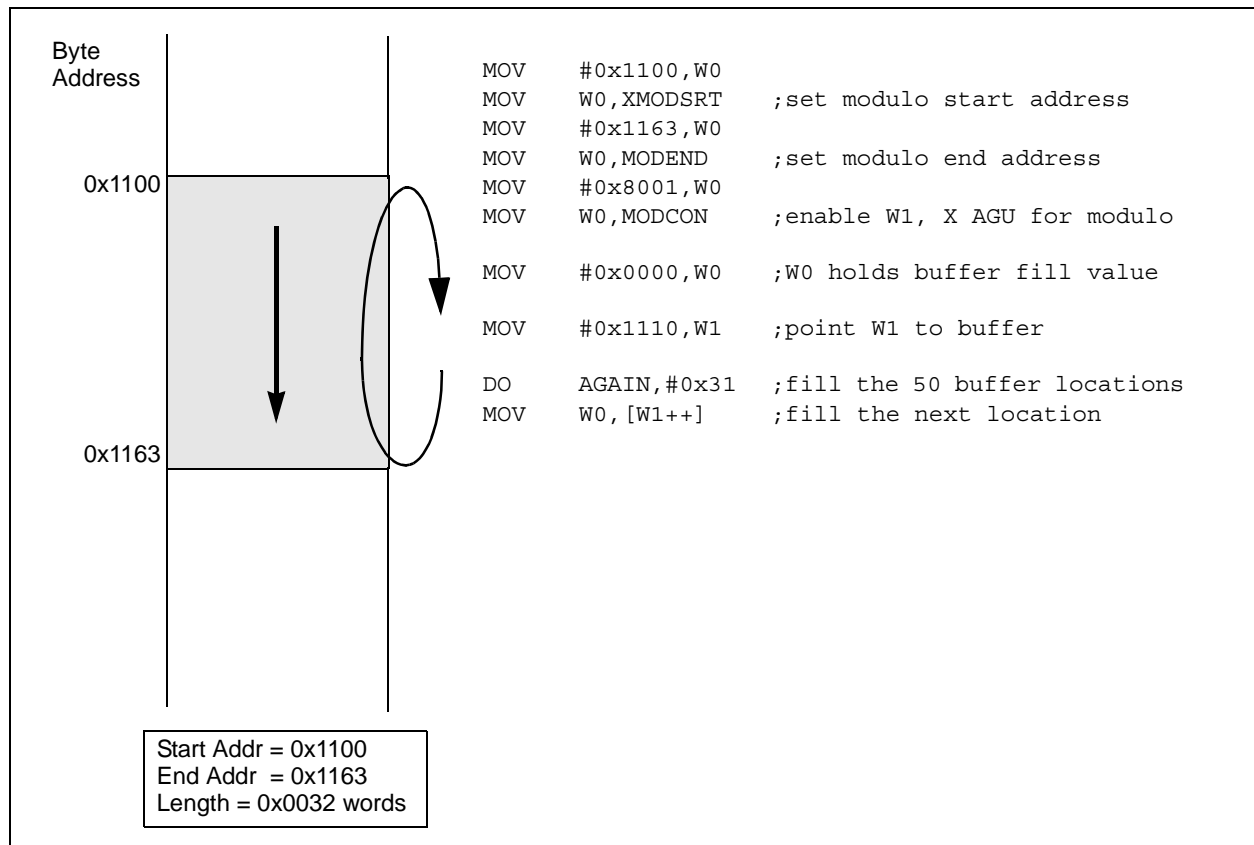 Byte
Address
0x1100
0x1163
MOV #0x1100,W0
MOV W0,XMODSRT ;set modulo start address
MOV #0x1163,W0
MOV W0,MODEND ;set modulo end address
MOV #0x8001,W0
MOV W0,MODCON ;enable W1, X AGU for modulo
MOV #0x0000,W0 ;W0 holds buffer fill value
MOV #0x1110,W1 ;point W1 to buffer
DO AGAIN,#0x31 ;fill the 50 buffer locations
MOV W0,[W1++] ;fill the next location
Start Addr = 0x1100
End Addr = 0x1163
Length = 0x0032 words